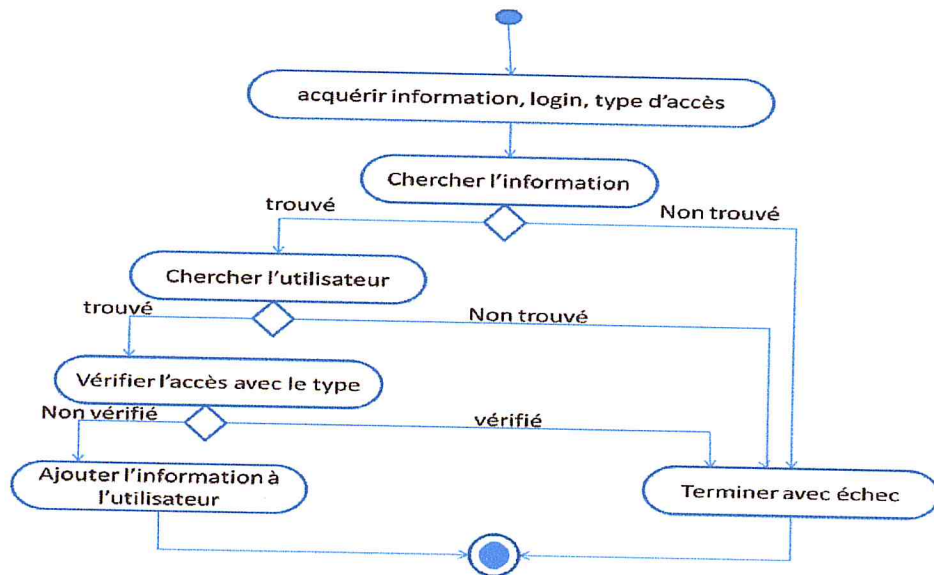 acquérir information, login, type d'accès
Chercher l'information
trouvé
Non trouvé
Chercher l'utilisateur
trouvé
Non trouvé
Vérifier l'accès avec le type
Non vérifié
vérifié
Ajouter l'information à
l'utilisateur
Terminer avec échec